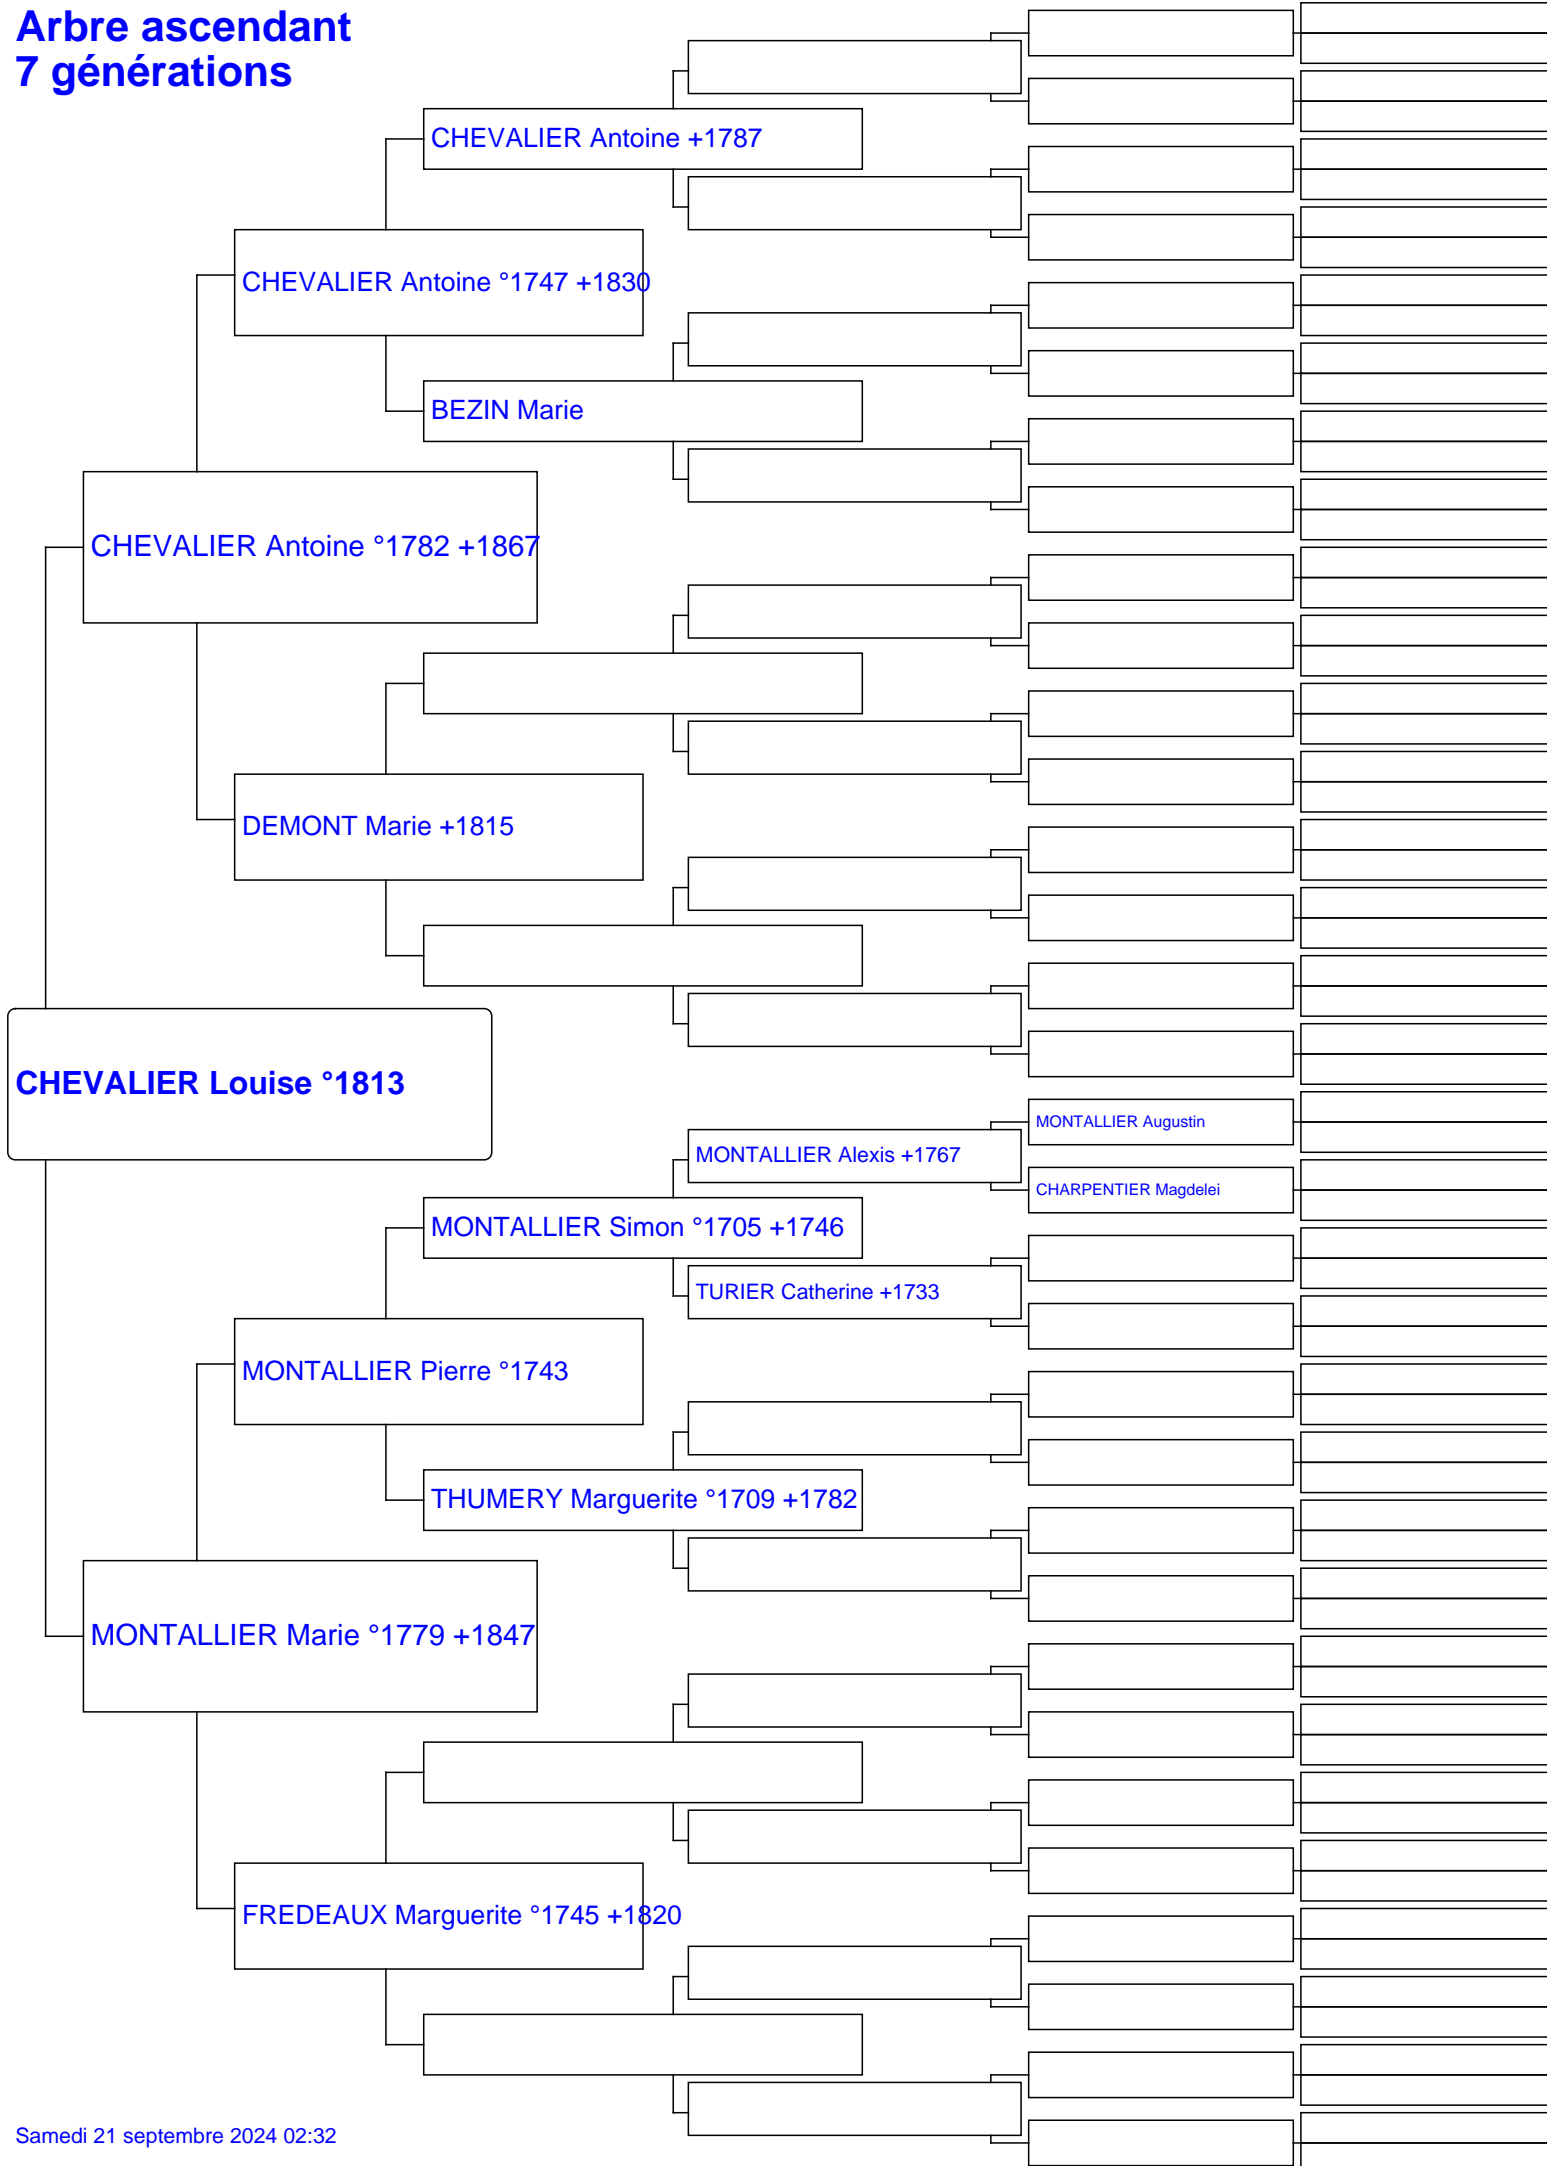 Arbre ascendant
7 générations
CHEVALIER Antoine +1787
CHEVALIER Antoine °1747 +1830
BEZIN Marie
CHEVALIER Antoine °1782 +1867
DEMONT Marie +1815
CHEVALIER Louise °1813
MONTALLIER Augustin
MONTALLIER Alexis +1767
CHARPENTIER Magdelei
MONTALLIER Simon °1705 +1746
TURIER Catherine +1733
MONTALLIER Pierre °1743
THUMERY Marguerite °1709 +1782
MONTALLIER Marie °1779 +1847
FREDEAUX Marguerite °1745 +1820
Samedi 21 septembre 2024 02:32